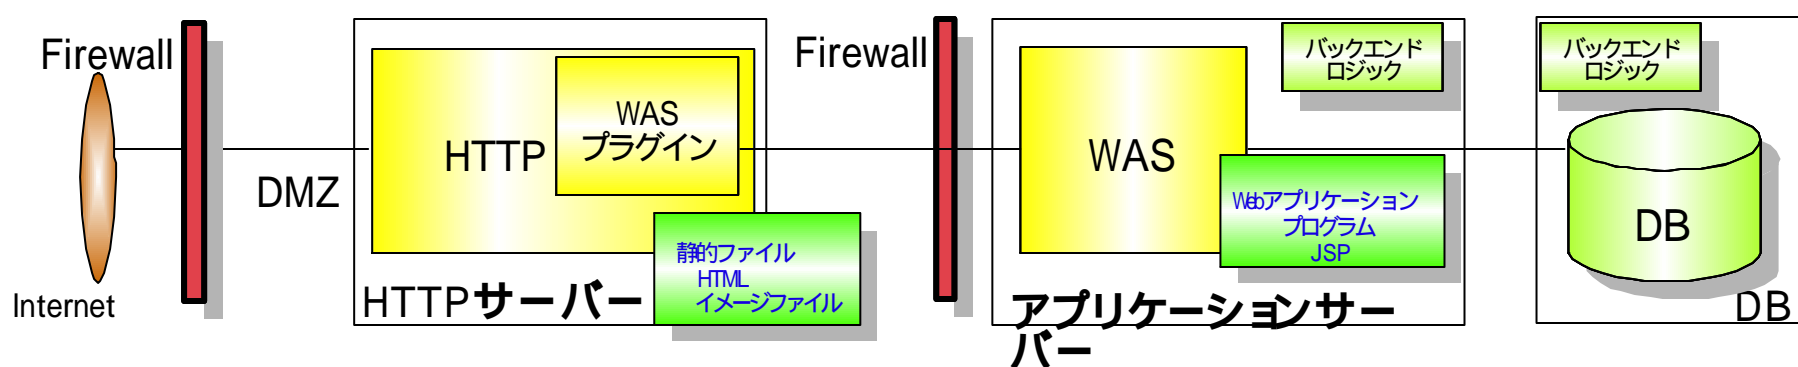 Firewall
Internet
DMZ
HTTP
WAS
プラグイン
静的ファイル
HTML
イメージファイル
HTTPサーバー
Firewall
WAS
バックエンド
ロジック
Webアプリケーション
プログラム
JSP
アプリケーションサー
バー
バックエンド
ロジック
DB
DB